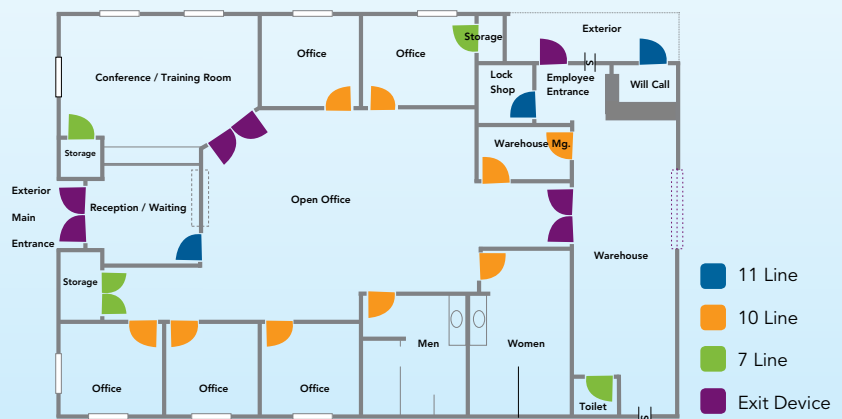 Exterior
Storage
Office
Office
Lock
Shop
Employee
Entrance
Will Call
Conference / Training Room
Storage
Warehouse Mg.
Exterior
Main
Entrance
Reception / Waiting
Open Office
Warehouse
Storage
Men
Women
Office
Office
Office
Toilet
S
S
11 Line
10 Line
7 Line
Exit Device